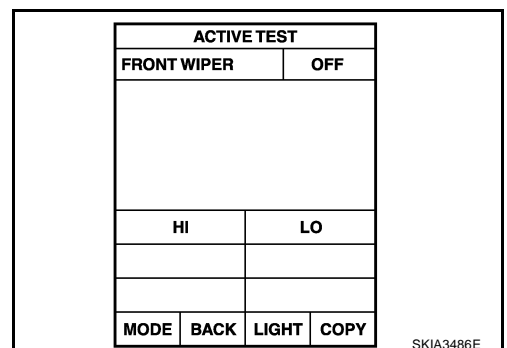 ACTIVE TEST
FRONT WIPER OFF
HI LO
MODE BACK LIGHT COPY
SKIA3486E